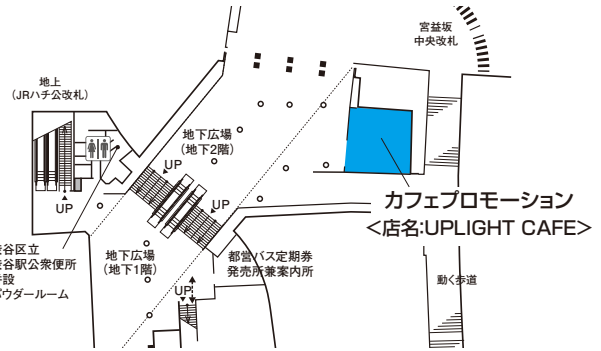 宮益坂
中央改札
地上
(JRハチ公改札)
地下広場
(地下2階)
UP
UP
UP
カフェプロモーション
<店名:UPLIGHT CAFE>
谷区立
谷駅公衆便所
設
パウダールーム
地下広場
(地下1階)
都営バス定期券
発売所兼案内所
動く歩道
UP